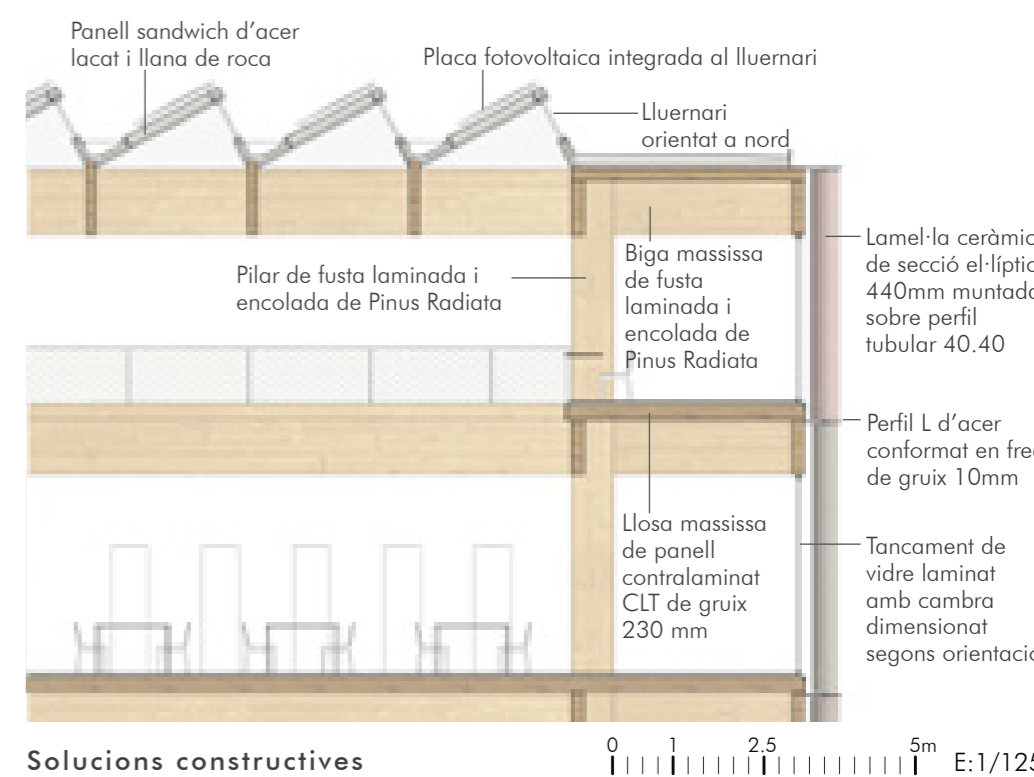 Panell sandwich d'acer
lacat i llana de roca
Placa fotovoltaica integrada al lluernari
Lluernari
orientat a nord
Pilar de fusta laminada i
encolada de Pinus Radiata
Biga massissa
de fusta
laminada i
encolada de
Pinus Radiata
Lamel·la ceràmic
de secció el·líptic
440mm muntad
sobre perfil
tubular 40.40
Perfil L d'acer
conformat en fre
de gruix 10mm
Llosa massissa
de panell
contralaminat
CLT de gruix
230 mm
Tancament de
vidre laminat
amb cambra
dimensionat
segons orientació
Solucions constructives
0 1 2.5 5m
E:1/125